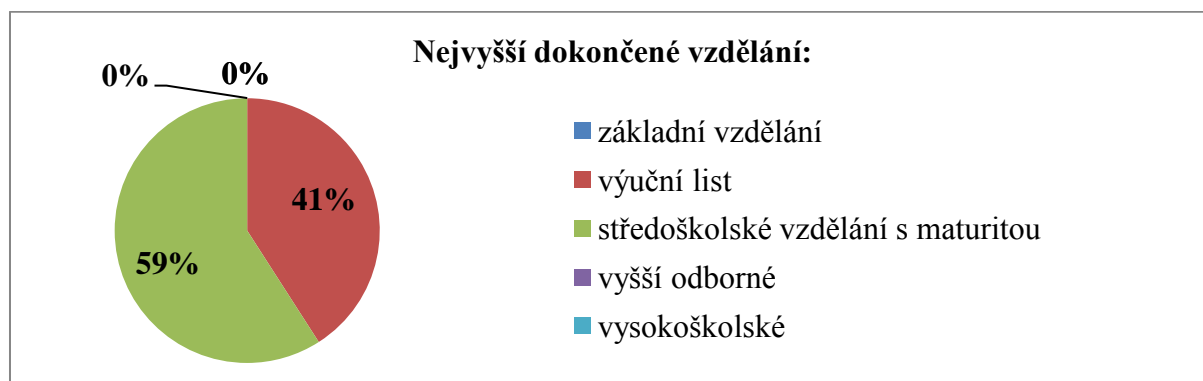 Nejvyšší dokončené vzdělání:
0%
0%
41%
59%
základní vzdělání
výuční list
středoškolské vzdělání s maturitou
vyšší odborné
vysokoškolské